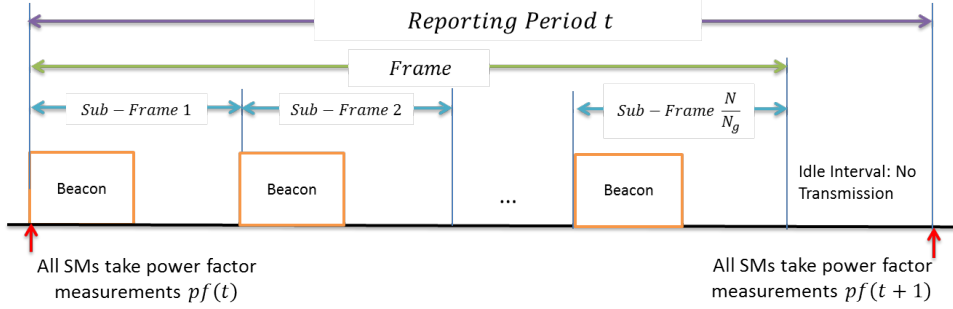 Reporting Period t
Frame
Sub − Frame 1
Sub − Frame 2
Sub − Frame N/N_g
Beacon
Beacon
...
Beacon
Idle Interval: No
Transmission
All SMs take power factor
measurements pf(t)
All SMs take power factor
measurements pf(t + 1)